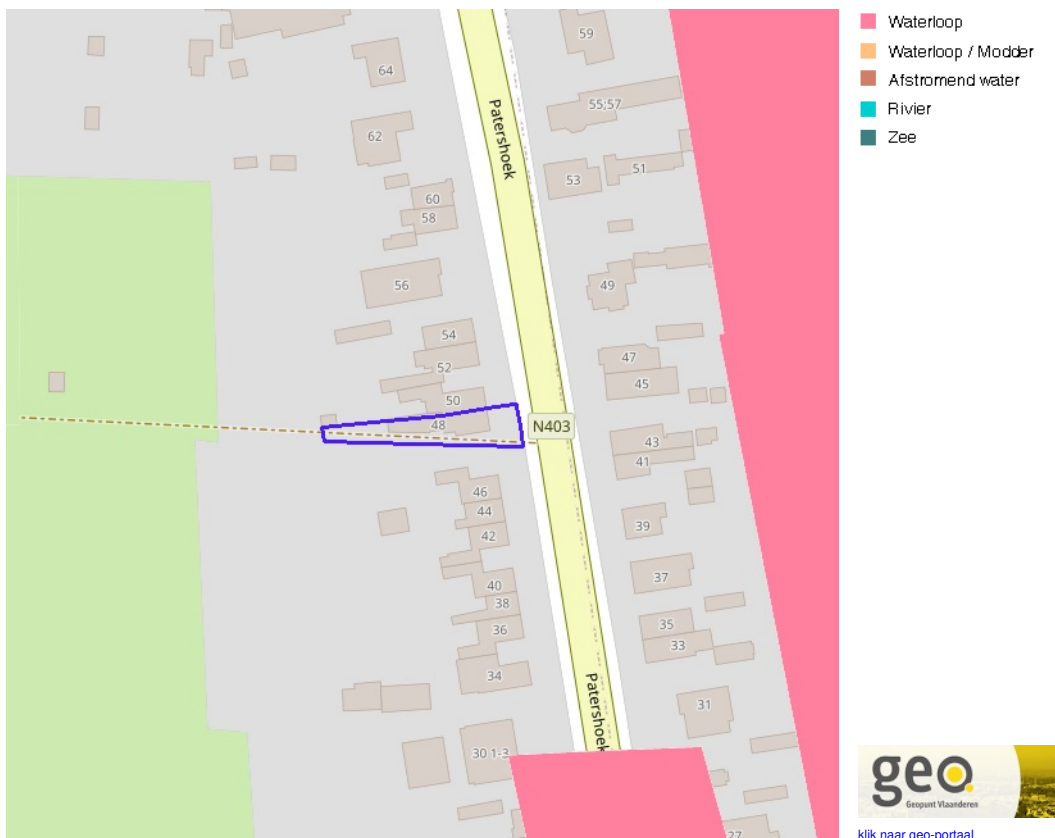 59
64
55;57
Patershoek
62
51
53
60
58
49
56
54
47
52
45
50
48
N403
43
41
46
44
39
42
37
40
38
35
36
33
34
Patershoek
31
30 1-3
27
Waterloop
Waterloop / Modder
Afstromend water
Rivier
Zee
geo.
Geopunt Vlaanderen
klik naar geo-portaal